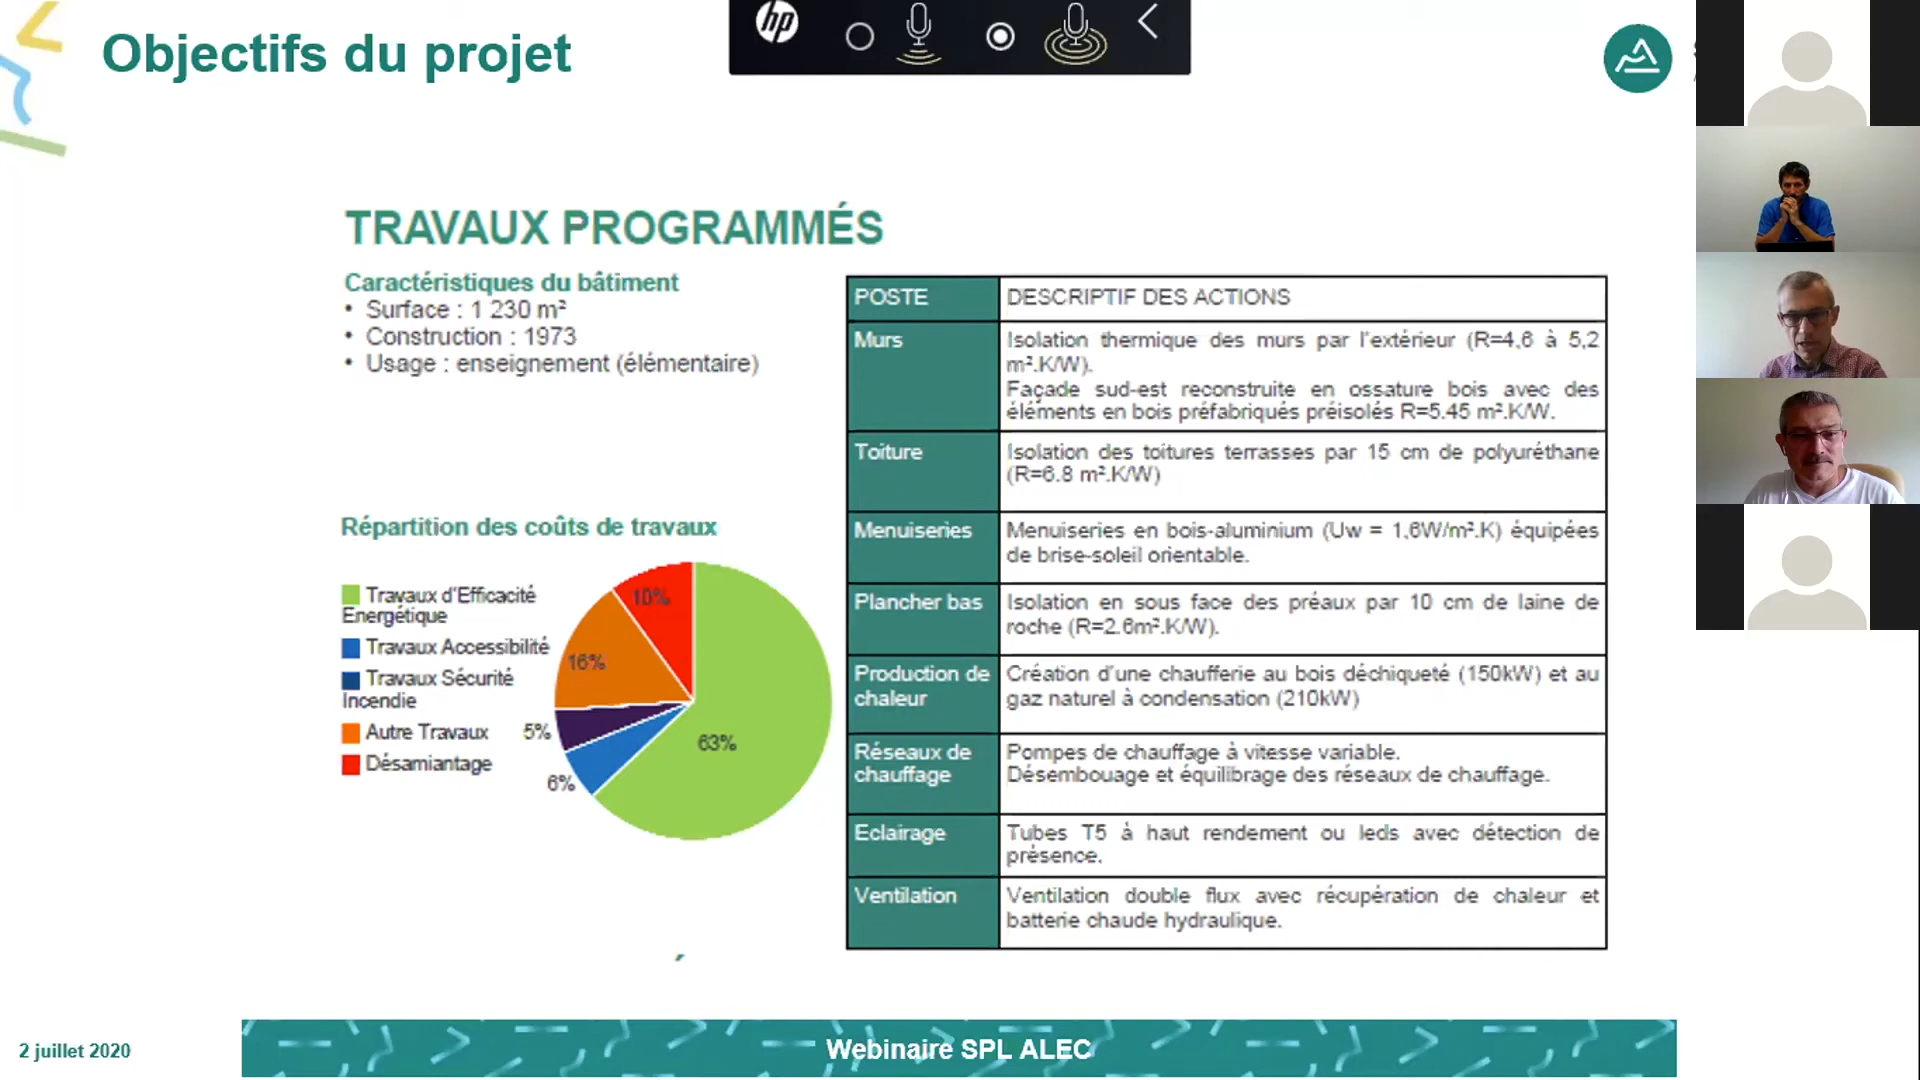 hp
Objectifs du projet
TRAVAUX PROGRAMMÉS
Caractéristiques du bâtiment
• Surface : 1 230 m²
• Construction : 1973
• Usage : enseignement (élémentaire)
Répartition des coûts de travaux
Travaux d'Efficacité
Energétique
Travaux Accessibilité
Travaux Sécurité
Incendie
Autre Travaux
Désamiantage
10%
16%
5%
6%
63%
POSTE DESCRIPTIF DES ACTIONS
Murs Isolation thermique des murs par l'extérieur (R=4,6 à 5,2
m².K/W).
Façade sud-est reconstruite en ossature bois avec des
éléments en bois préfabriqués préisolés R=5.45 m².K/W.
Toiture Isolation des toitures terrasses par 15 cm de polyuréthane
(R=6.8 m².K/W)
Menuiseries Menuiseries en bois-aluminium (Uw = 1,6W/m².K) équipées
de brise-soleil orientable.
Plancher bas Isolation en sous face des préaux par 10 cm de laine de
roche (R=2.6m².K/W).
Production de Création d'une chaufferie au bois déchiqueté (150kW) et au
chaleur gaz naturel à condensation (210kW)
Réseaux de Pompes de chauffage à vitesse variable.
chauffage Désembouage et équilibrage des réseaux de chauffage.
Eclairage Tubes T5 à haut rendement ou leds avec détection de
présence.
Ventilation Ventilation double flux avec récupération de chaleur et
batterie chaude hydraulique.
2 juillet 2020
Webinaire SPL ALEC